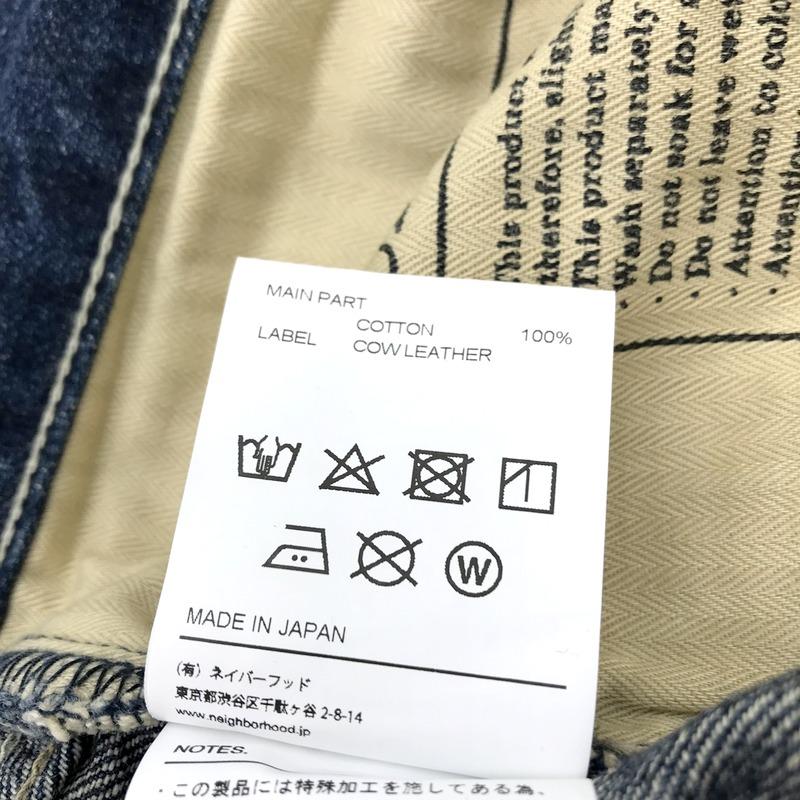 This product
therefore, sligh
This product ma
· Wash separately
· Do not soak for
· Do not leave wet
· Attention to colo
· Attention
MAIN PART
COTTON 100%
LABEL COW LEATHER
W
MADE IN JAPAN
(有) ネイバーフッド
東京都渋谷区千駄ヶ谷 2-8-14
www.neighborhood.jp
NOTES.
・この製品には特殊加工を施してある為、